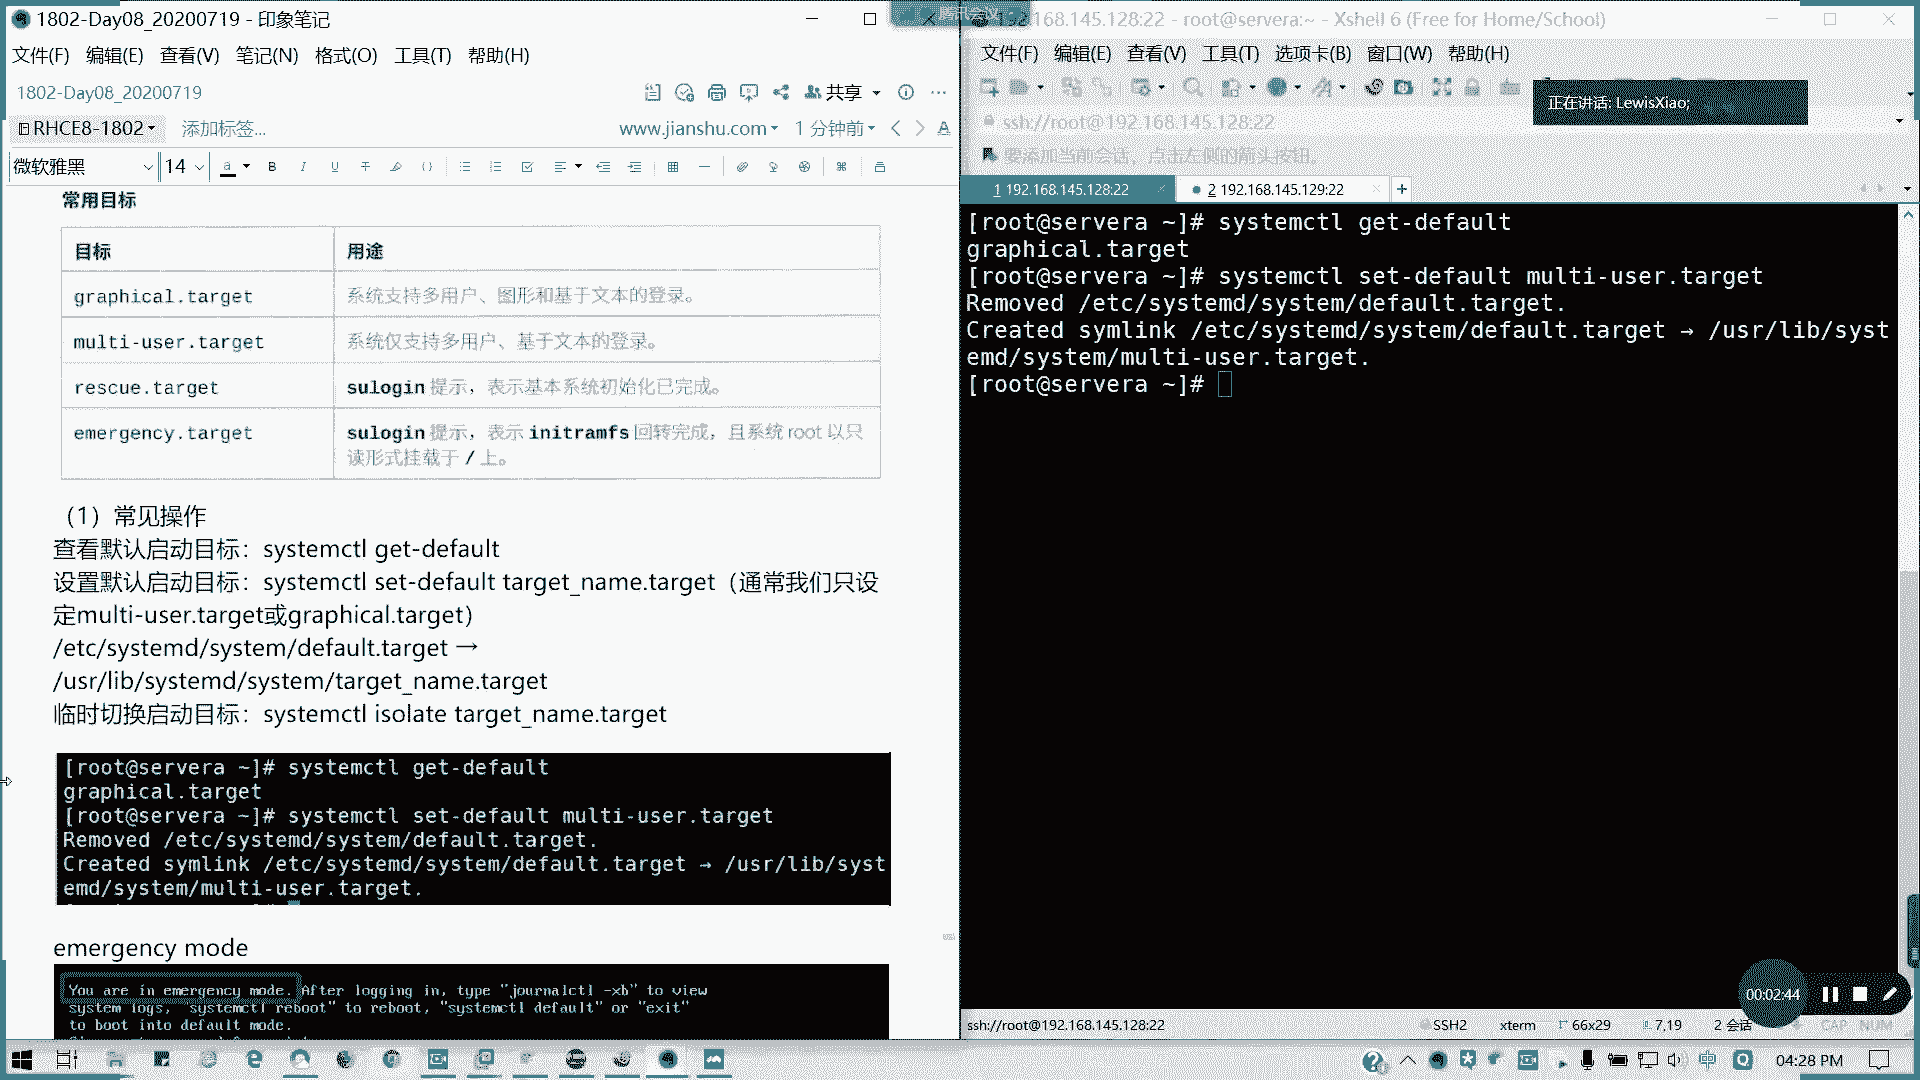 1802-Day08_20200719 - 印象笔记
文件(F) 编辑(E) 查看(V) 笔记(N) 格式(O) 工具(T) 帮助(H)
1802-Day08_20200719
共享
RHCE8-1802
添加标签...
www.jianshu.com
1 分钟前
微软雅黑
14
常用目标
目标 用途
graphical.target 系统支持多用户、图形和基于文本的登录。
multi-user.target 系统仅支持多用户、基于文本的登录。
rescue.target sulogin 提示，表示基本系统初始化已完成。
emergency.target sulogin 提示，表示 initramfs 回转完成，且系统 root 以只
读形式挂载于 / 上。
（1）常见操作
查看默认启动目标：systemctl get-default
设置默认启动目标：systemctl set-default target_name.target（通常我们只设
定multi-user.target或graphical.target）
/etc/systemd/system/default.target →
/usr/lib/systemd/system/target_name.target
临时切换启动目标：systemctl isolate target_name.target
[root@servera ~]# systemctl get-default
graphical.target
[root@servera ~]# systemctl set-default multi-user.target
Removed /etc/systemd/system/default.target.
Created symlink /etc/systemd/system/default.target → /usr/lib/syst
emd/system/multi-user.target.
emergency mode
You are in emergency mode. After logging in, type "journalctl -xb" to view
system logs, "systemctl reboot" to reboot, "systemctl default" or "exit"
to boot into default mode.
腾讯会议
192.168.145.128:22 - root@servera:~ - Xshell 6 (Free for Home/School)
文件(F) 编辑(E) 查看(V) 工具(T) 选项卡(B) 窗口(W) 帮助(H)
正在讲话: LewisXiao;
ssh://root@192.168.145.128:22
要添加当前会话，点击左侧的箭头按钮。
1 192.168.145.128:22
2 192.168.145.129:22
[root@servera ~]# systemctl get-default
graphical.target
[root@servera ~]# systemctl set-default multi-user.target
Removed /etc/systemd/system/default.target.
Created symlink /etc/systemd/system/default.target → /usr/lib/syst
emd/system/multi-user.target.
[root@servera ~]#
00:02:44
ssh://root@192.168.145.128:22
SSH2
xterm
66x29
7,19
2 会话
CAP NUM
中
04:28 PM